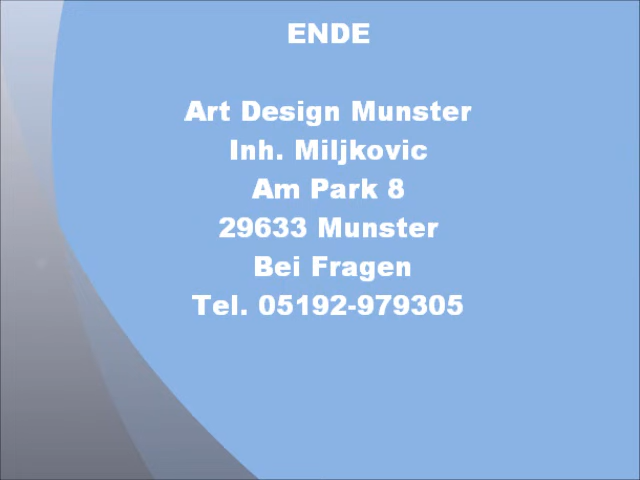 ENDE
Art Design Munster
Inh. Miljkovic
Am Park 8
29633 Munster
Bei Fragen
Tel. 05192-979305